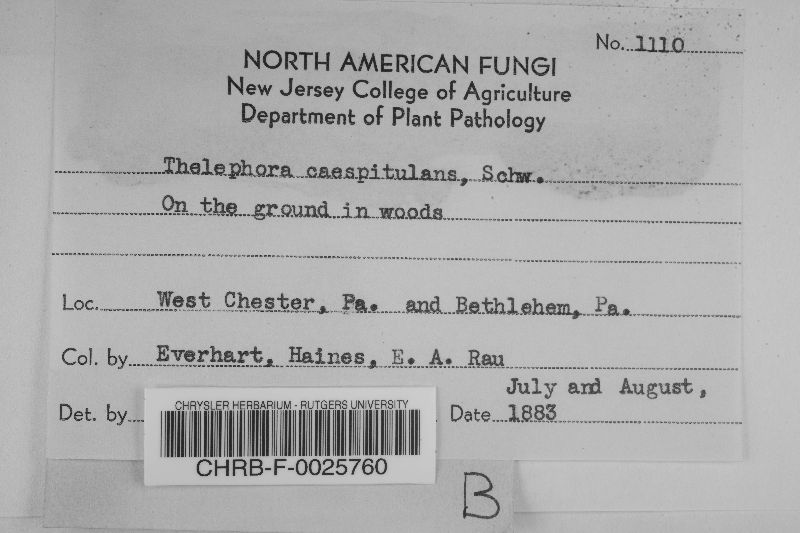 No. 1110
NORTH AMERICAN FUNGI
New Jersey College of Agriculture
Department of Plant Pathology
Thelephora caespitulans, Schw.
On the ground in woods
Loc. West Chester, Pa. and Bethlehem, Pa.
Col. by Everhart, Haines, E. A. Rau
July and August,
Det. by Date 1883
CHRYSLER HERBARIUM - RUTGERS UNIVERSITY
CHRB-F-0025760
B